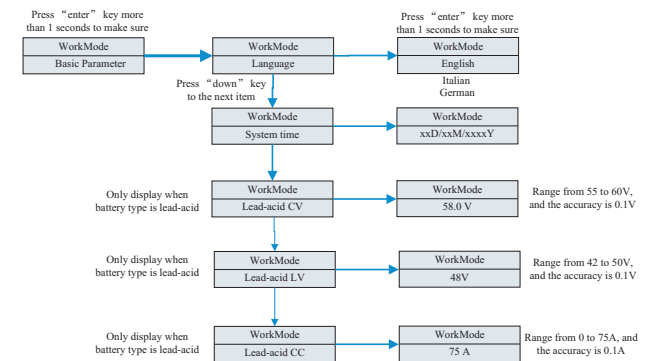 Press “enter” key more
than 1 seconds to make sure
Press “enter” key more
than 1 seconds to make sure
WorkMode
Basic Parameter
WorkMode
Language
WorkMode
English
Italian
German
Press “down” key
to the next item
WorkMode
System time
WorkMode
xxD/xxM/xxxxY
Only display when
battery type is lead-acid
WorkMode
Lead-acid CV
WorkMode
58.0 V
Range from 55 to 60V,
and the accuracy is 0.1V
Only display when
battery type is lead-acid
WorkMode
Lead-acid LV
WorkMode
48V
Range from 42 to 50V,
and the accuracy is 0.1V
Only display when
battery type is lead-acid
WorkMode
Lead-acid CC
WorkMode
75 A
Range from 0 to 75A, and
the accuracy is 0.1A